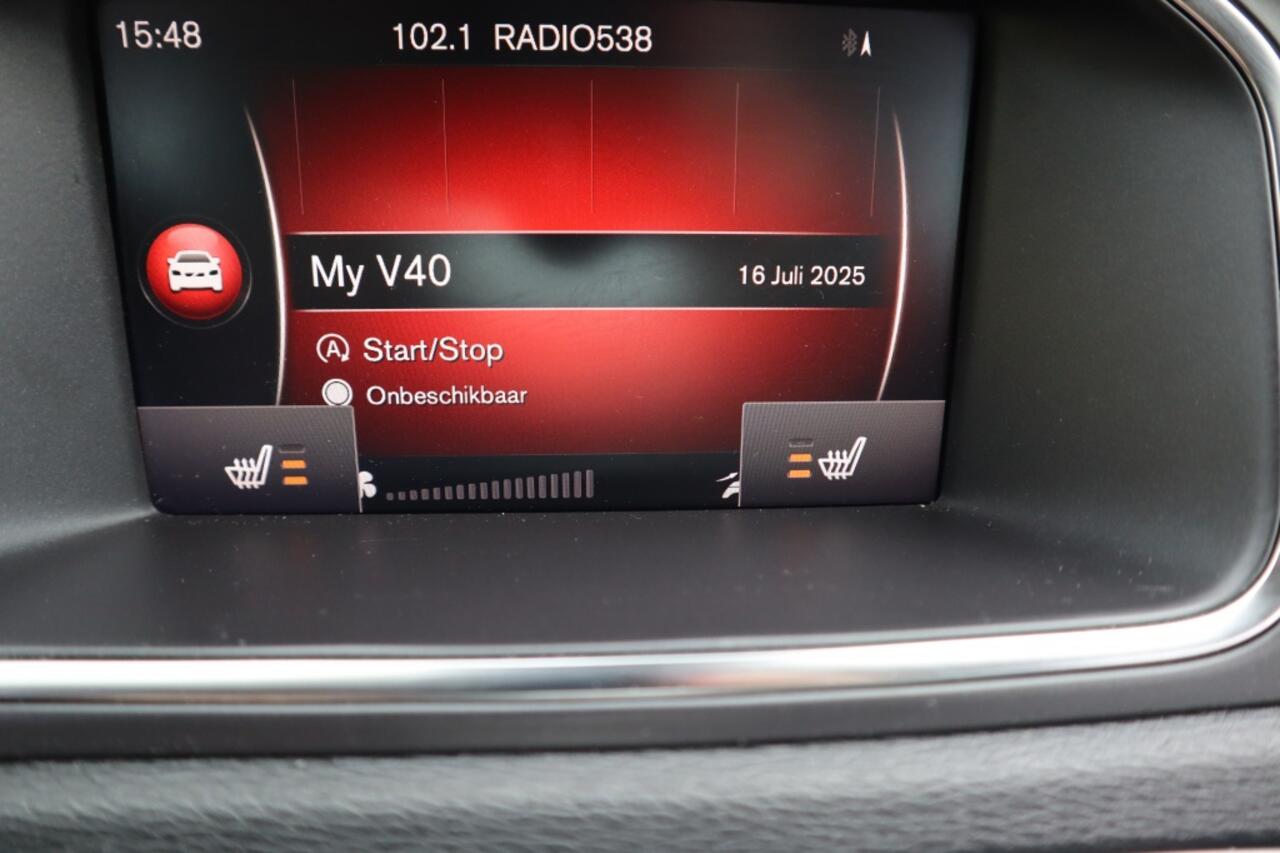 15:48 102.1 RADIO538
My V40 16 Juli 2025
A Start/Stop
Onbeschikbaar